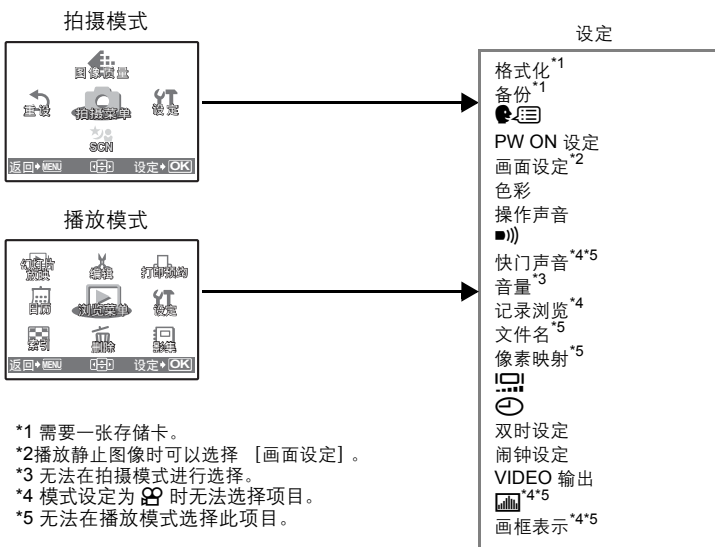 拍摄模式
图像质量
重设
拍摄菜单
设定
SCN
返回 MENU
设定 OK
播放模式
幻灯片
放映
编辑
打印预约
日历
浏览菜单
设定
索引
删除
影集
返回 MENU
设定 OK
*1 需要一张存储卡。
*2播放静止图像时可以选择 [画面设定] 。
*3 无法在拍摄模式进行选择。
*4 模式设定为 时无法选择项目。
*5 无法在播放模式选择此项目。
设定
格式化*1
备份*1
PW ON 设定
画面设定*2
色彩
操作声音
快门声音*4*5
音量*3
记录浏览*4
文件名*5
像素映射*5
双时设定
闹钟设定
VIDEO 输出
*4*5
画框表示*4*5